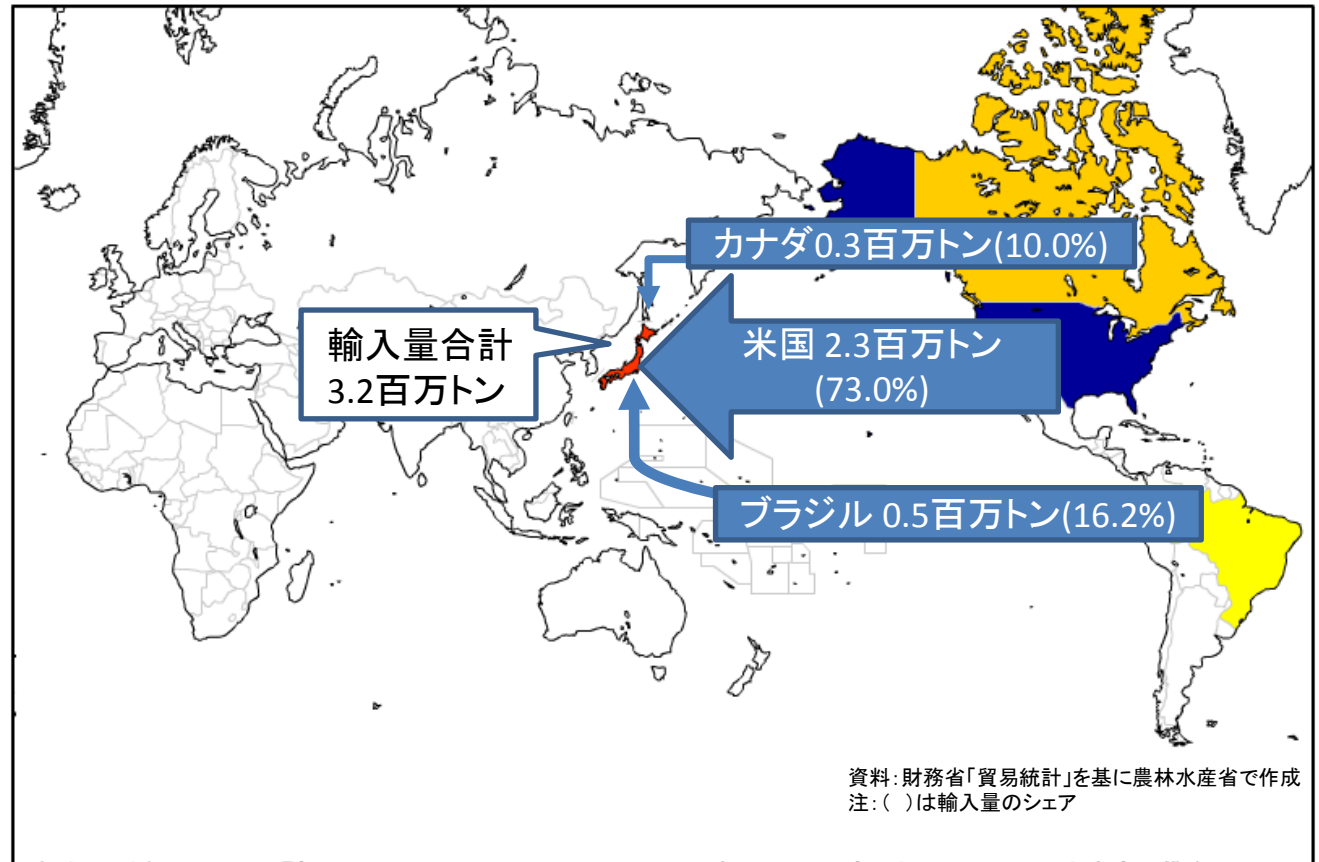 カナダ0.3百万トン(10.0%)
輸入量合計
3.2百万トン
米国 2.3百万トン
(73.0%)
ブラジル 0.5百万トン(16.2%)
資料:財務省「貿易統計」を基に農林水産省で作成
注:( )は輸入量のシェア